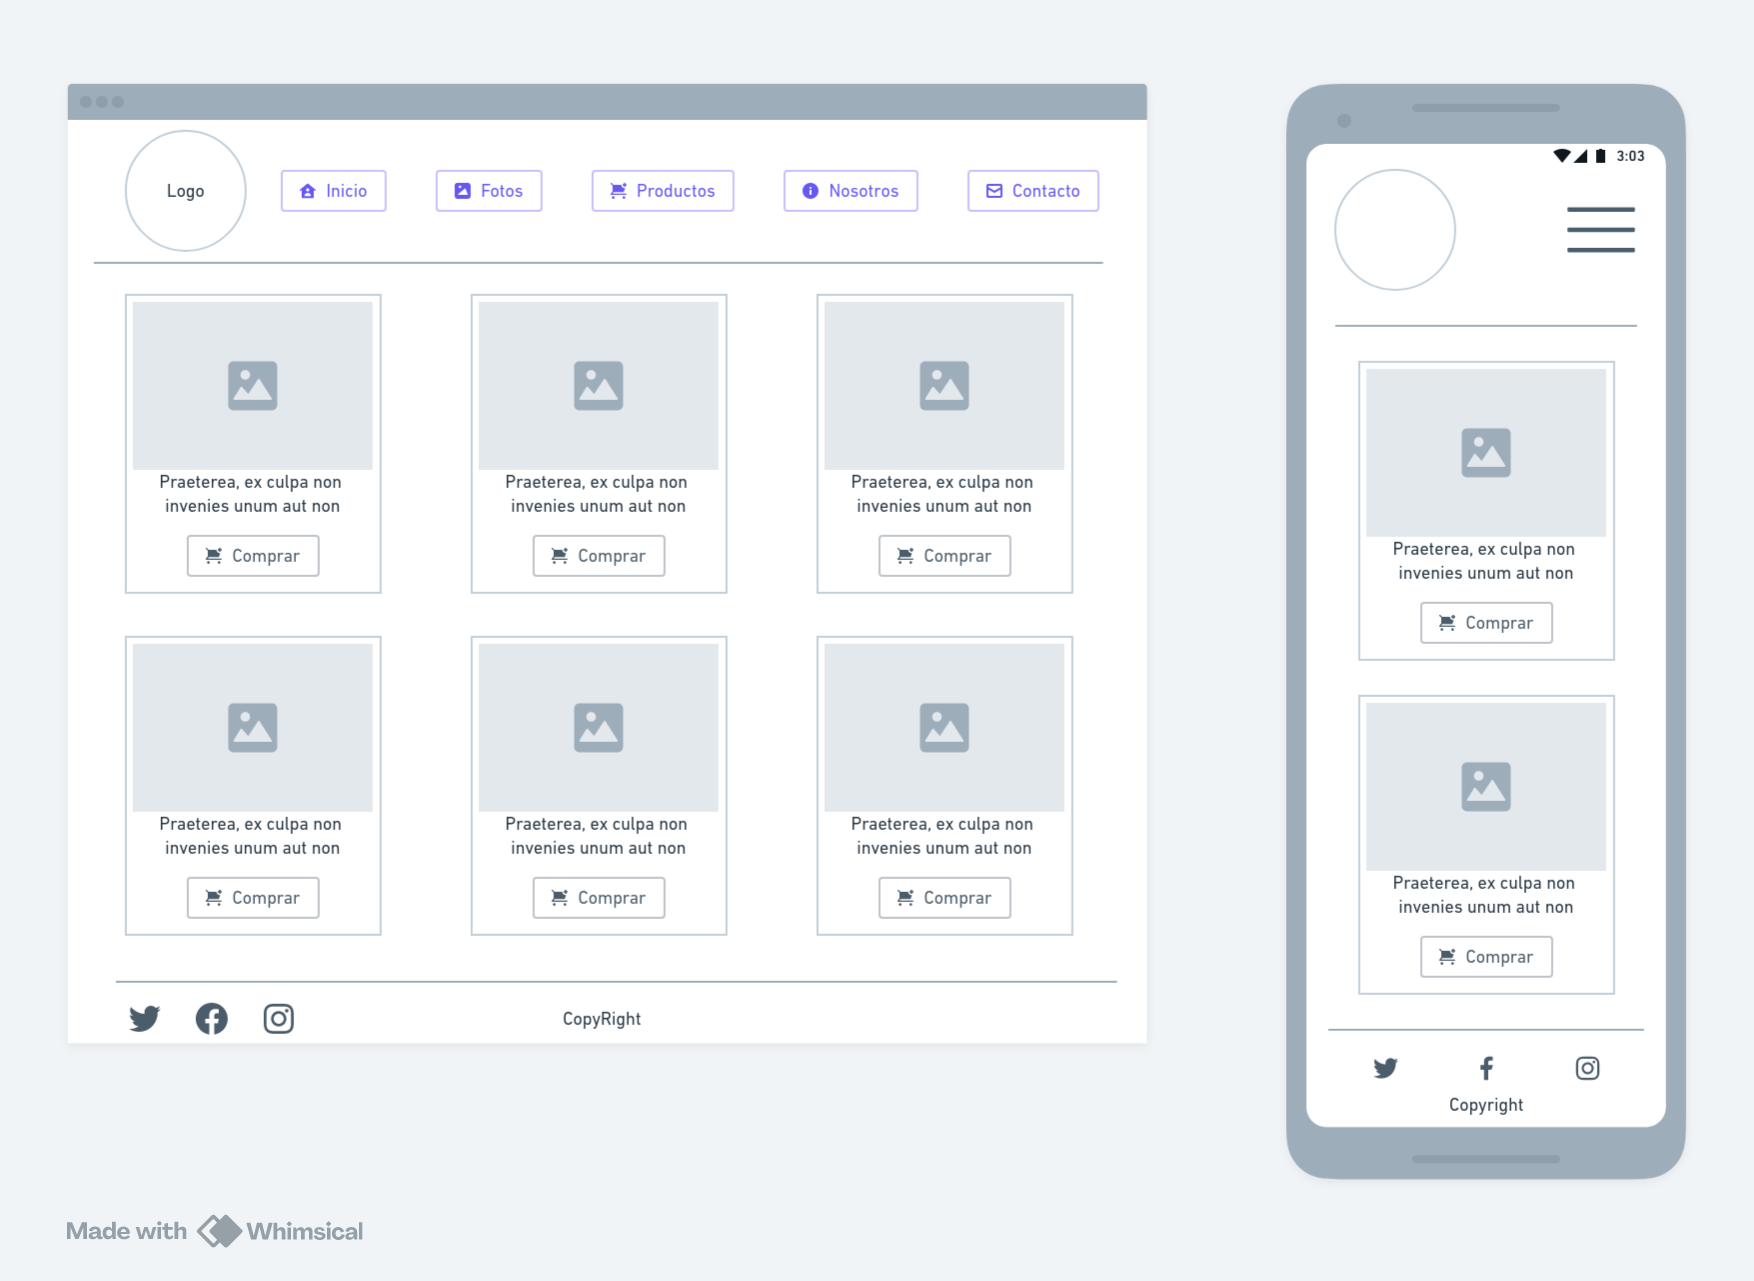 Logo
Inicio
Fotos
Productos
Nosotros
Contacto
Praeterea, ex culpa non
invenies unum aut non
Comprar
Praeterea, ex culpa non
invenies unum aut non
Comprar
Praeterea, ex culpa non
invenies unum aut non
Comprar
Praeterea, ex culpa non
invenies unum aut non
Comprar
Praeterea, ex culpa non
invenies unum aut non
Comprar
Praeterea, ex culpa non
invenies unum aut non
Comprar
CopyRight
3:03
Praeterea, ex culpa non
invenies unum aut non
Comprar
Praeterea, ex culpa non
invenies unum aut non
Comprar
Copyright
Made with Whimsical